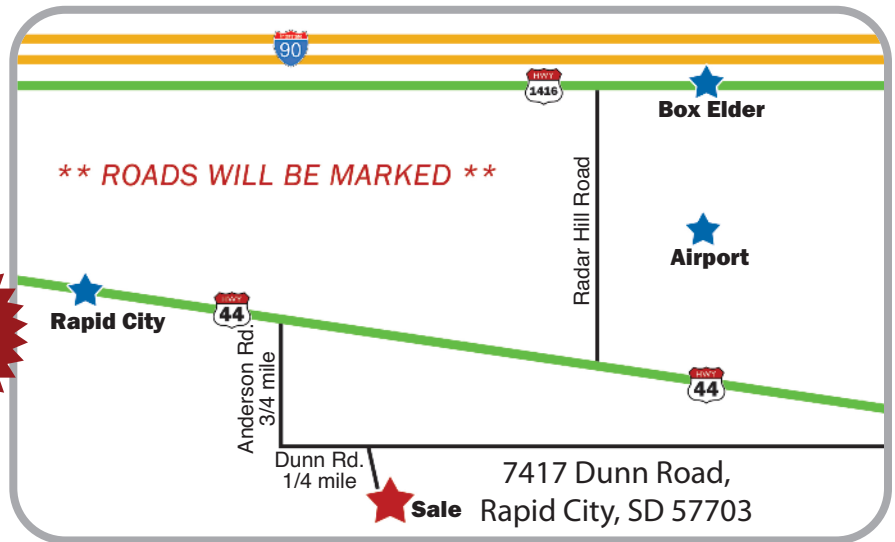 90
HWY
1416
Box Elder
** ROADS WILL BE MARKED **
Radar Hill Road
Airport
Rapid City
HWY
44
Anderson Rd.
3/4 mile
HWY
44
Dunn Rd.
1/4 mile
Sale
7417 Dunn Road,
Rapid City, SD 57703